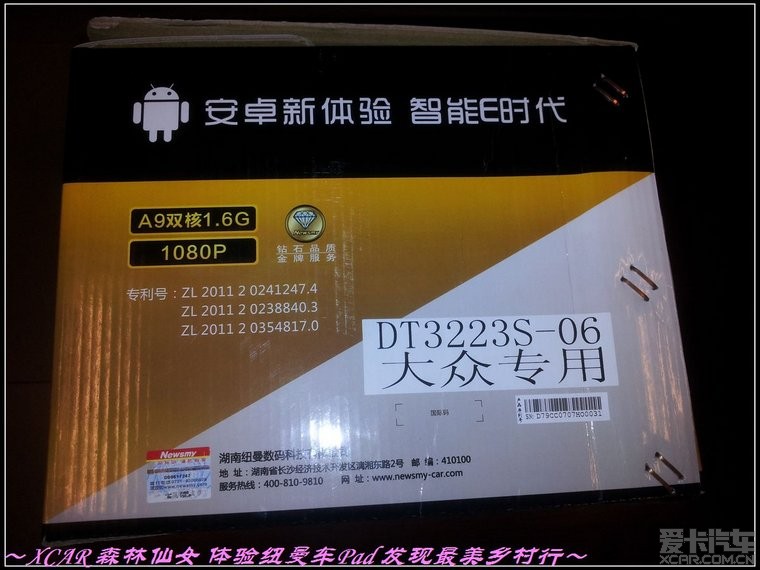 安卓新体验 智能E时代
A9双核1.6G
1080P
Newsmy
钻石品质
金牌服务
专利号：ZL 2011 2 0241247.4
ZL 2011 2 0238840.3
ZL 2011 2 0354817.0
DT3223S-06
大众专用
国际码
SN: D79CC0707H00031
Newsmy
湖南纽曼数码科技
地 址：湖南省长沙经济技术开发区漓湘东路2号 邮 编：410100
服务热线：400-810-9810 网 址：www.newsmy-car.com
～XCAR 森林仙女 体验纽曼车Pad 发现最美乡村行～
爱卡汽车
XCAR.COM.CN